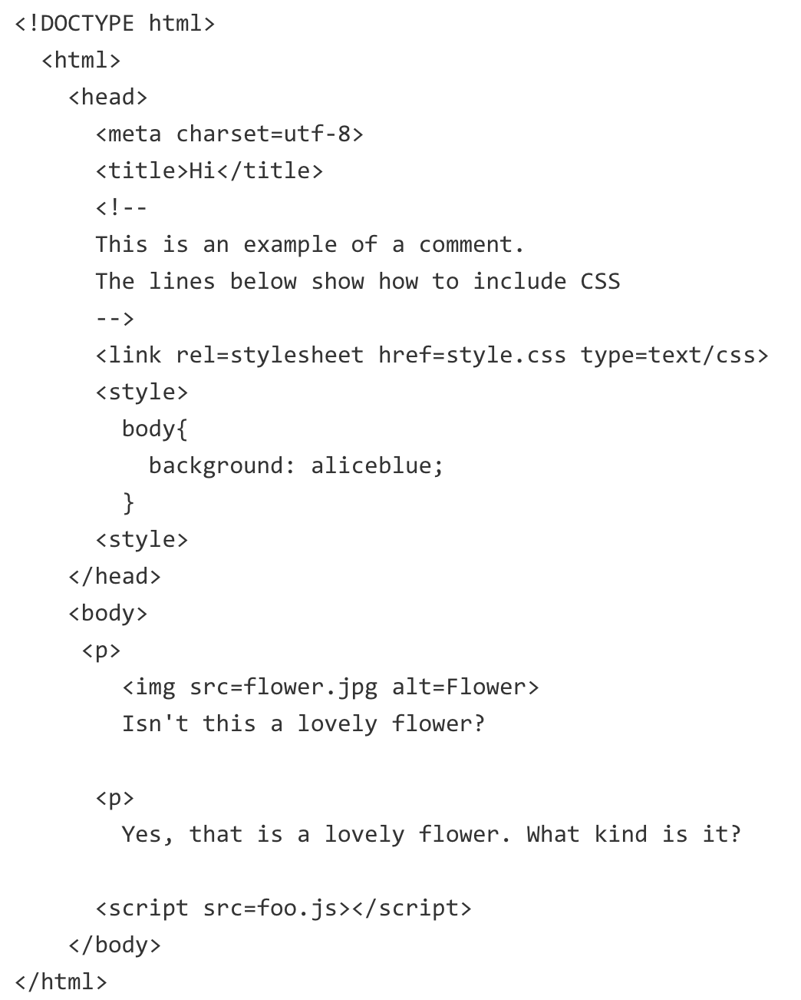 <!DOCTYPE html>
  <html>
    <head>
      <meta charset=utf-8>
      <title>Hi</title>
      <!--
      This is an example of a comment.
      The lines below show how to include CSS
      -->
      <link rel=stylesheet href=style.css type=text/css>
      <style>
        body{
          background: aliceblue;
        }
      <style>
    </head>
    <body>
     <p>
        <img src=flower.jpg alt=Flower>
        Isn't this a lovely flower?

      <p>
        Yes, that is a lovely flower. What kind is it?

      <script src=foo.js></script>
    </body>
</html>